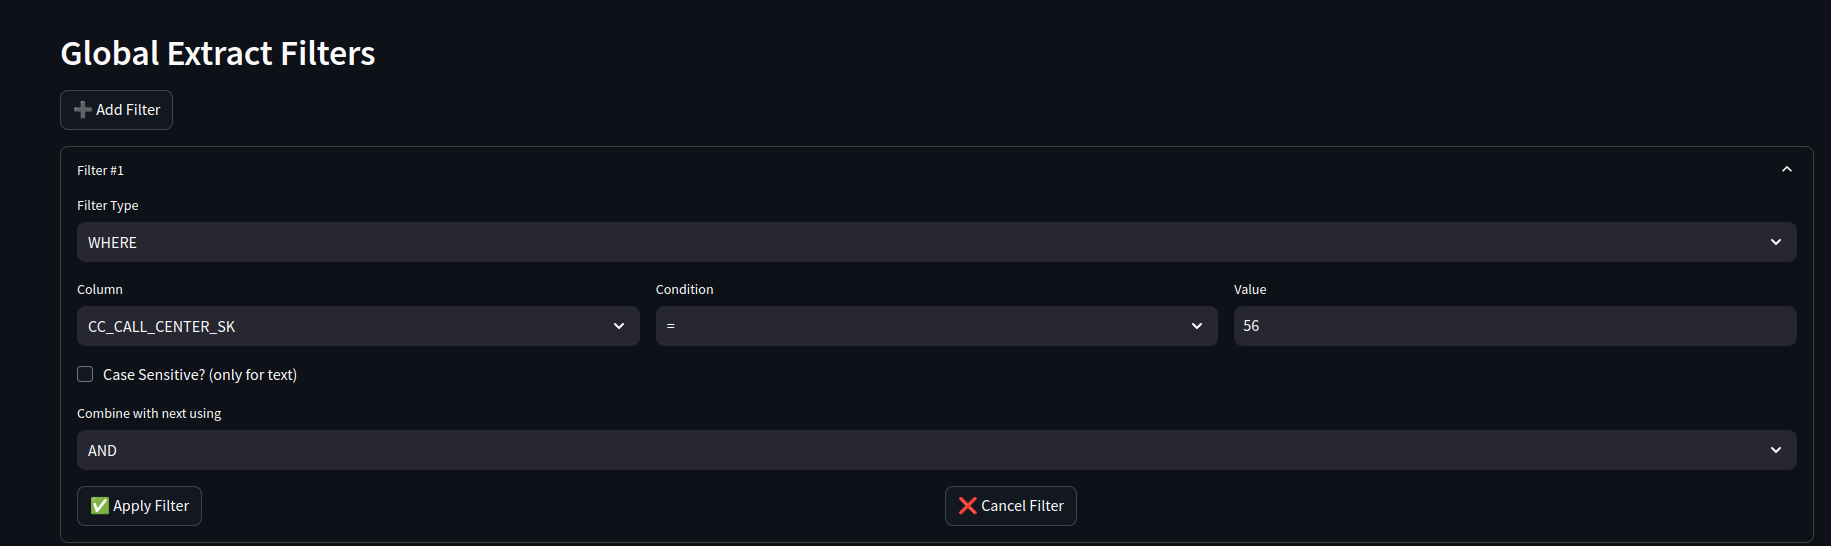 Global Extract Filters
➕ Add Filter
Filter #1
Filter Type
WHERE
Column Condition Value
CC_CALL_CENTER_SK = 56
Case Sensitive? (only for text)
Combine with next using
AND
✅ Apply Filter ❌ Cancel Filter